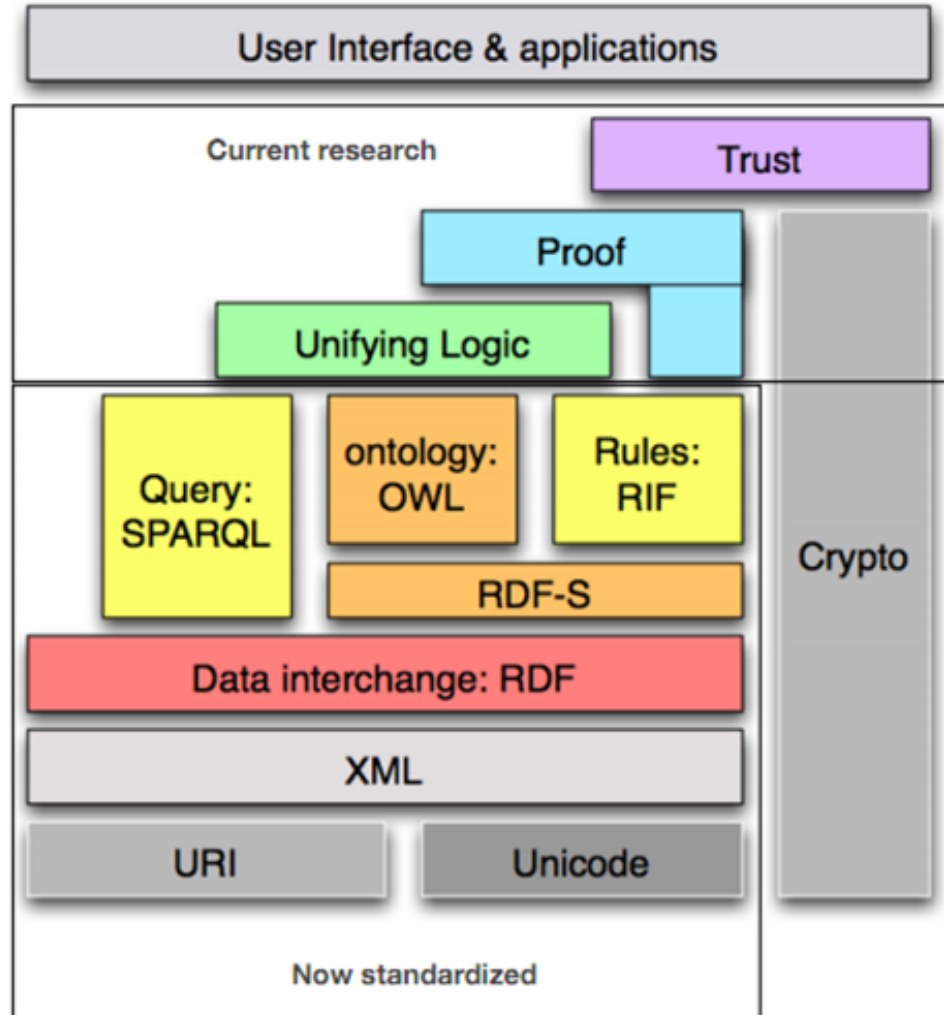 User Interface & applications
Current research
Trust
Proof
Unifying Logic
Query:
SPARQL
ontology:
OWL
Rules:
RIF
Crypto
RDF-S
Data interchange: RDF
XML
URI
Unicode
Now standardized